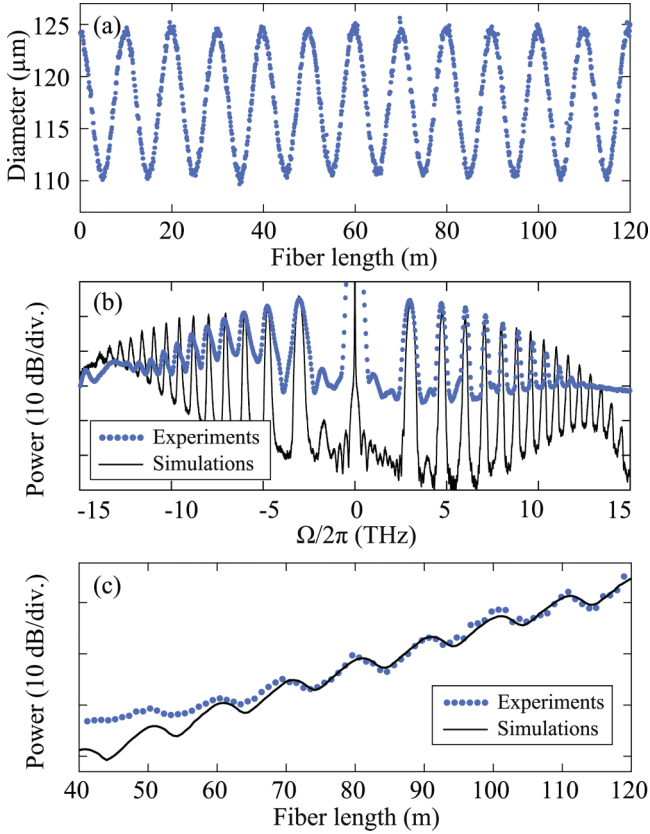 (a)
125
120
115
110
Diameter (μm)
0 20 40 60 80 100 120
Fiber length (m)
(b)
Power (10 dB/div.)
Experiments
Simulations
-15 -10 -5 0 5 10 15
Ω/2π (THz)
(c)
Power (10 dB/div.)
Experiments
Simulations
40 50 60 70 80 90 100 110 120
Fiber length (m)